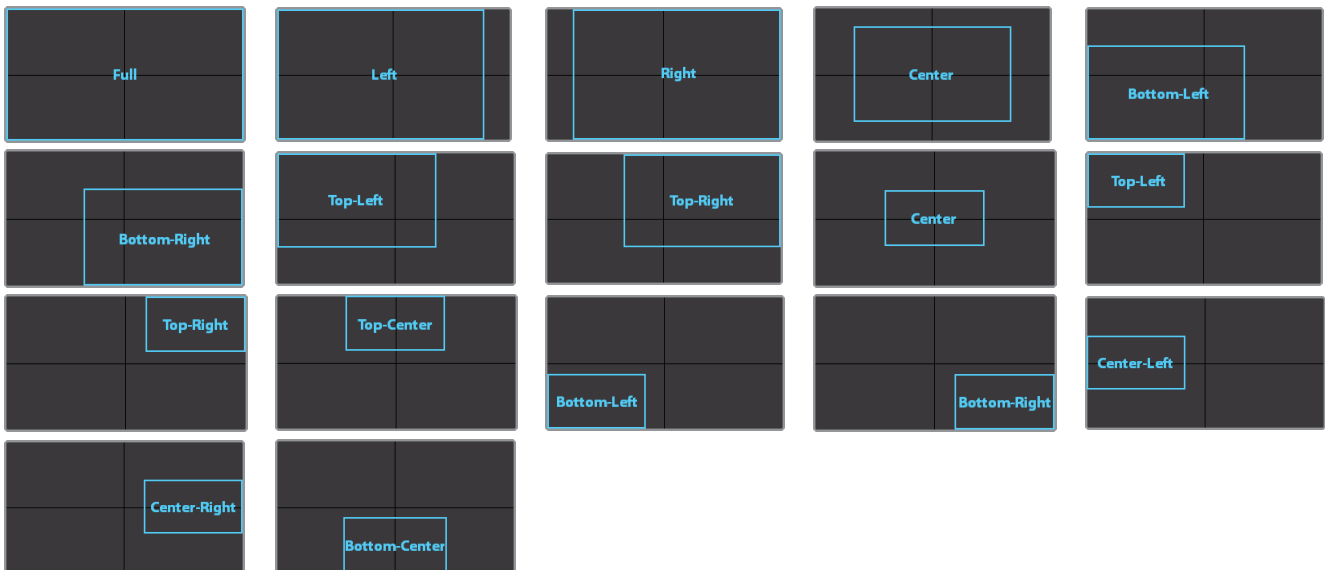 Full
Left
Right
Center
Bottom-Left
Bottom-Right
Top-Left
Top-Right
Center
Top-Left
Top-Right
Top-Center
Bottom-Left
Bottom-Right
Center-Left
Center-Right
Bottom-Center